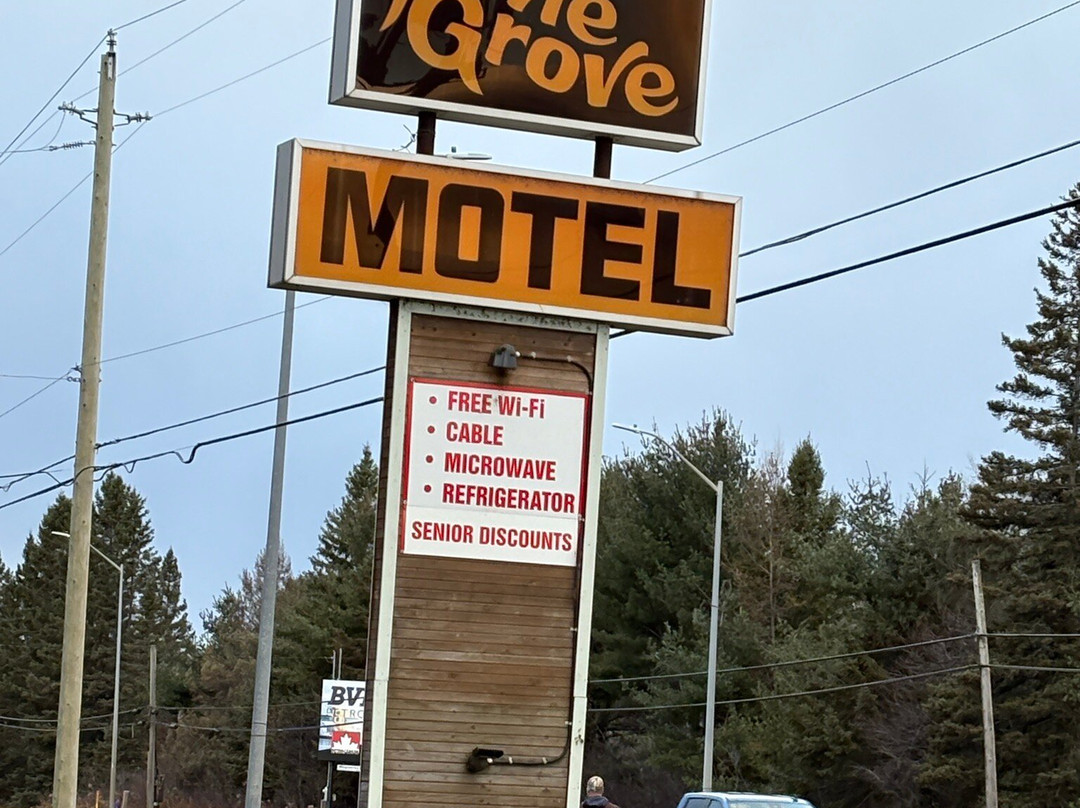 Grove
MOTEL
• FREE Wi-Fi
• CABLE
• MICROWAVE
• REFRIGERATOR
SENIOR DISCOUNTS